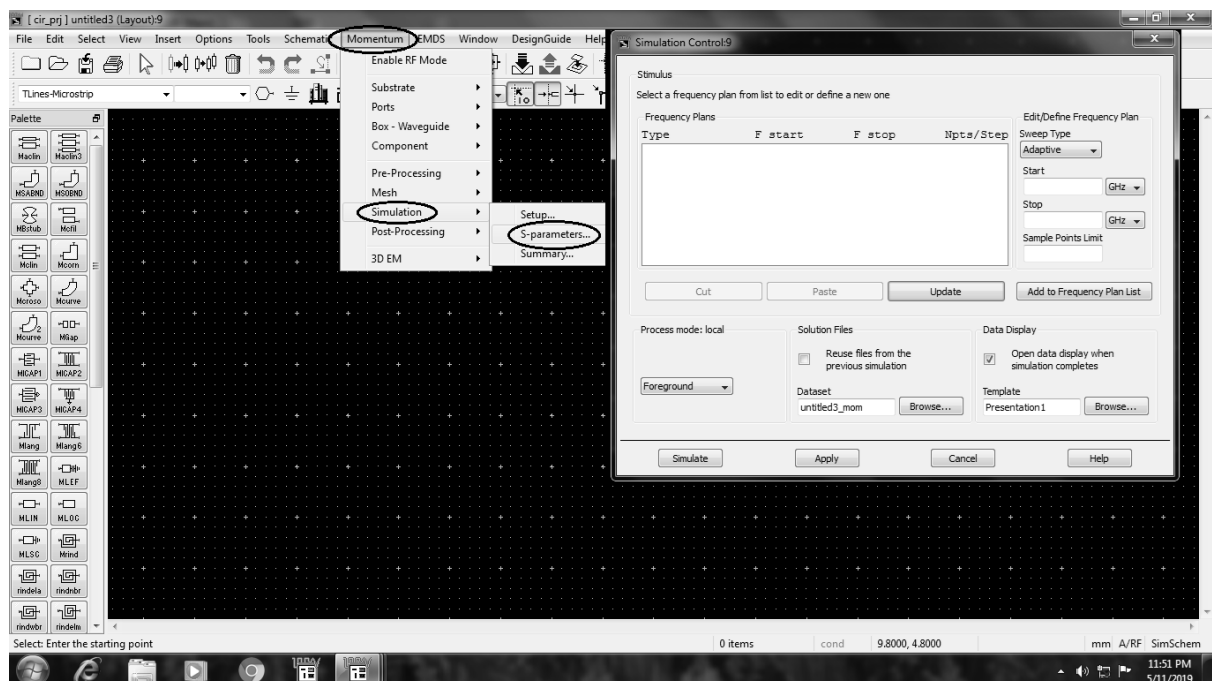 [ cir_prj ] untitled3 (Layout):9
File Edit Select View Insert Options Tools Schemati Momentum EMDS Window DesignGuide Help
TLines-Microstrip
Palette
Maclin Maclin3
MSABND MSOBND
MBstub Mcfil
Mclin Mcorn
Mcroso Mcurve
Mcurve MGap
MICAP1 MICAP2
MICAP3 MICAP4
Mlang Mlang6
Mlang8 MLEF
MLIN MLOC
MLSC Mrind
rindela rindnbr
rindwbr rindelm
Enable RF Mode
Substrate
Ports
Box - Waveguide
Component
Pre-Processing
Mesh
Simulation
Post-Processing
3D EM
Setup...
S-parameters...
Summary...
Simulation Control:9
Stimulus
Select a frequency plan from list to edit or define a new one
Frequency Plans
Type F start F stop Npts/Step
Edit/Define Frequency Plan
Sweep Type
Adaptive
Start
GHz
Stop
GHz
Sample Points Limit
Cut Paste Update Add to Frequency Plan List
Process mode: local
Foreground
Solution Files
Reuse files from the
previous simulation
Dataset
untitled3_mom Browse...
Data Display
Open data display when
simulation completes
Template
Presentation1 Browse...
Simulate Apply Cancel Help
Select: Enter the starting point 0 items cond 9.8000, 4.8000 mm A/RF SimSchem
11:51 PM
5/11/2019